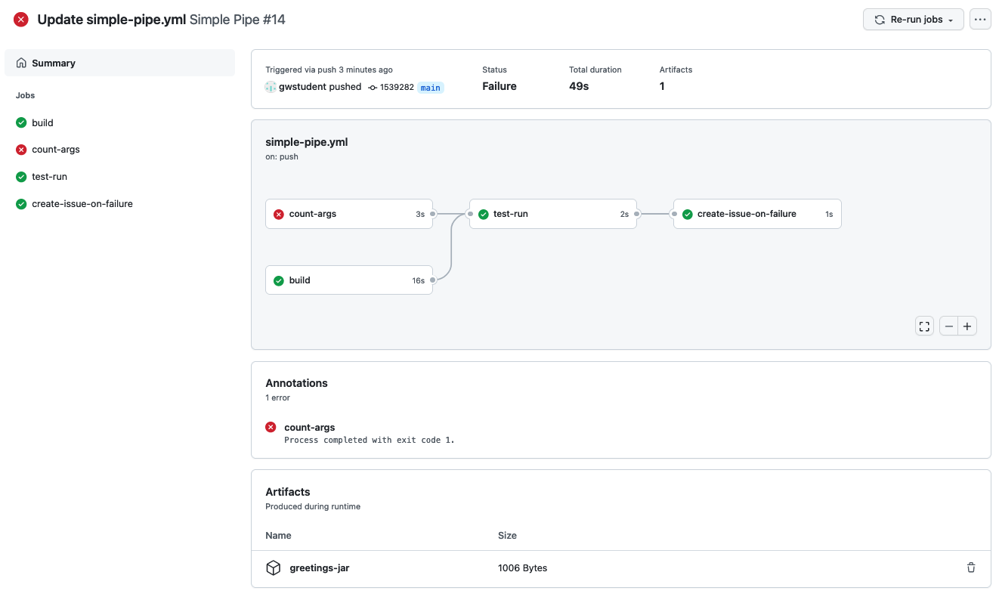 Update simple-pipe.yml Simple Pipe #14
Re-run jobs
Summary
Jobs
build
count-args
test-run
create-issue-on-failure
Triggered via push 3 minutes ago
Status
Total duration
Artifacts
gwstudent pushed 1539282 main
Failure
49s
1
simple-pipe.yml
on: push
count-args 3s
test-run 2s
create-issue-on-failure 1s
build 16s
Annotations
1 error
count-args
Process completed with exit code 1.
Artifacts
Produced during runtime
Name Size
greetings-jar 1006 Bytes